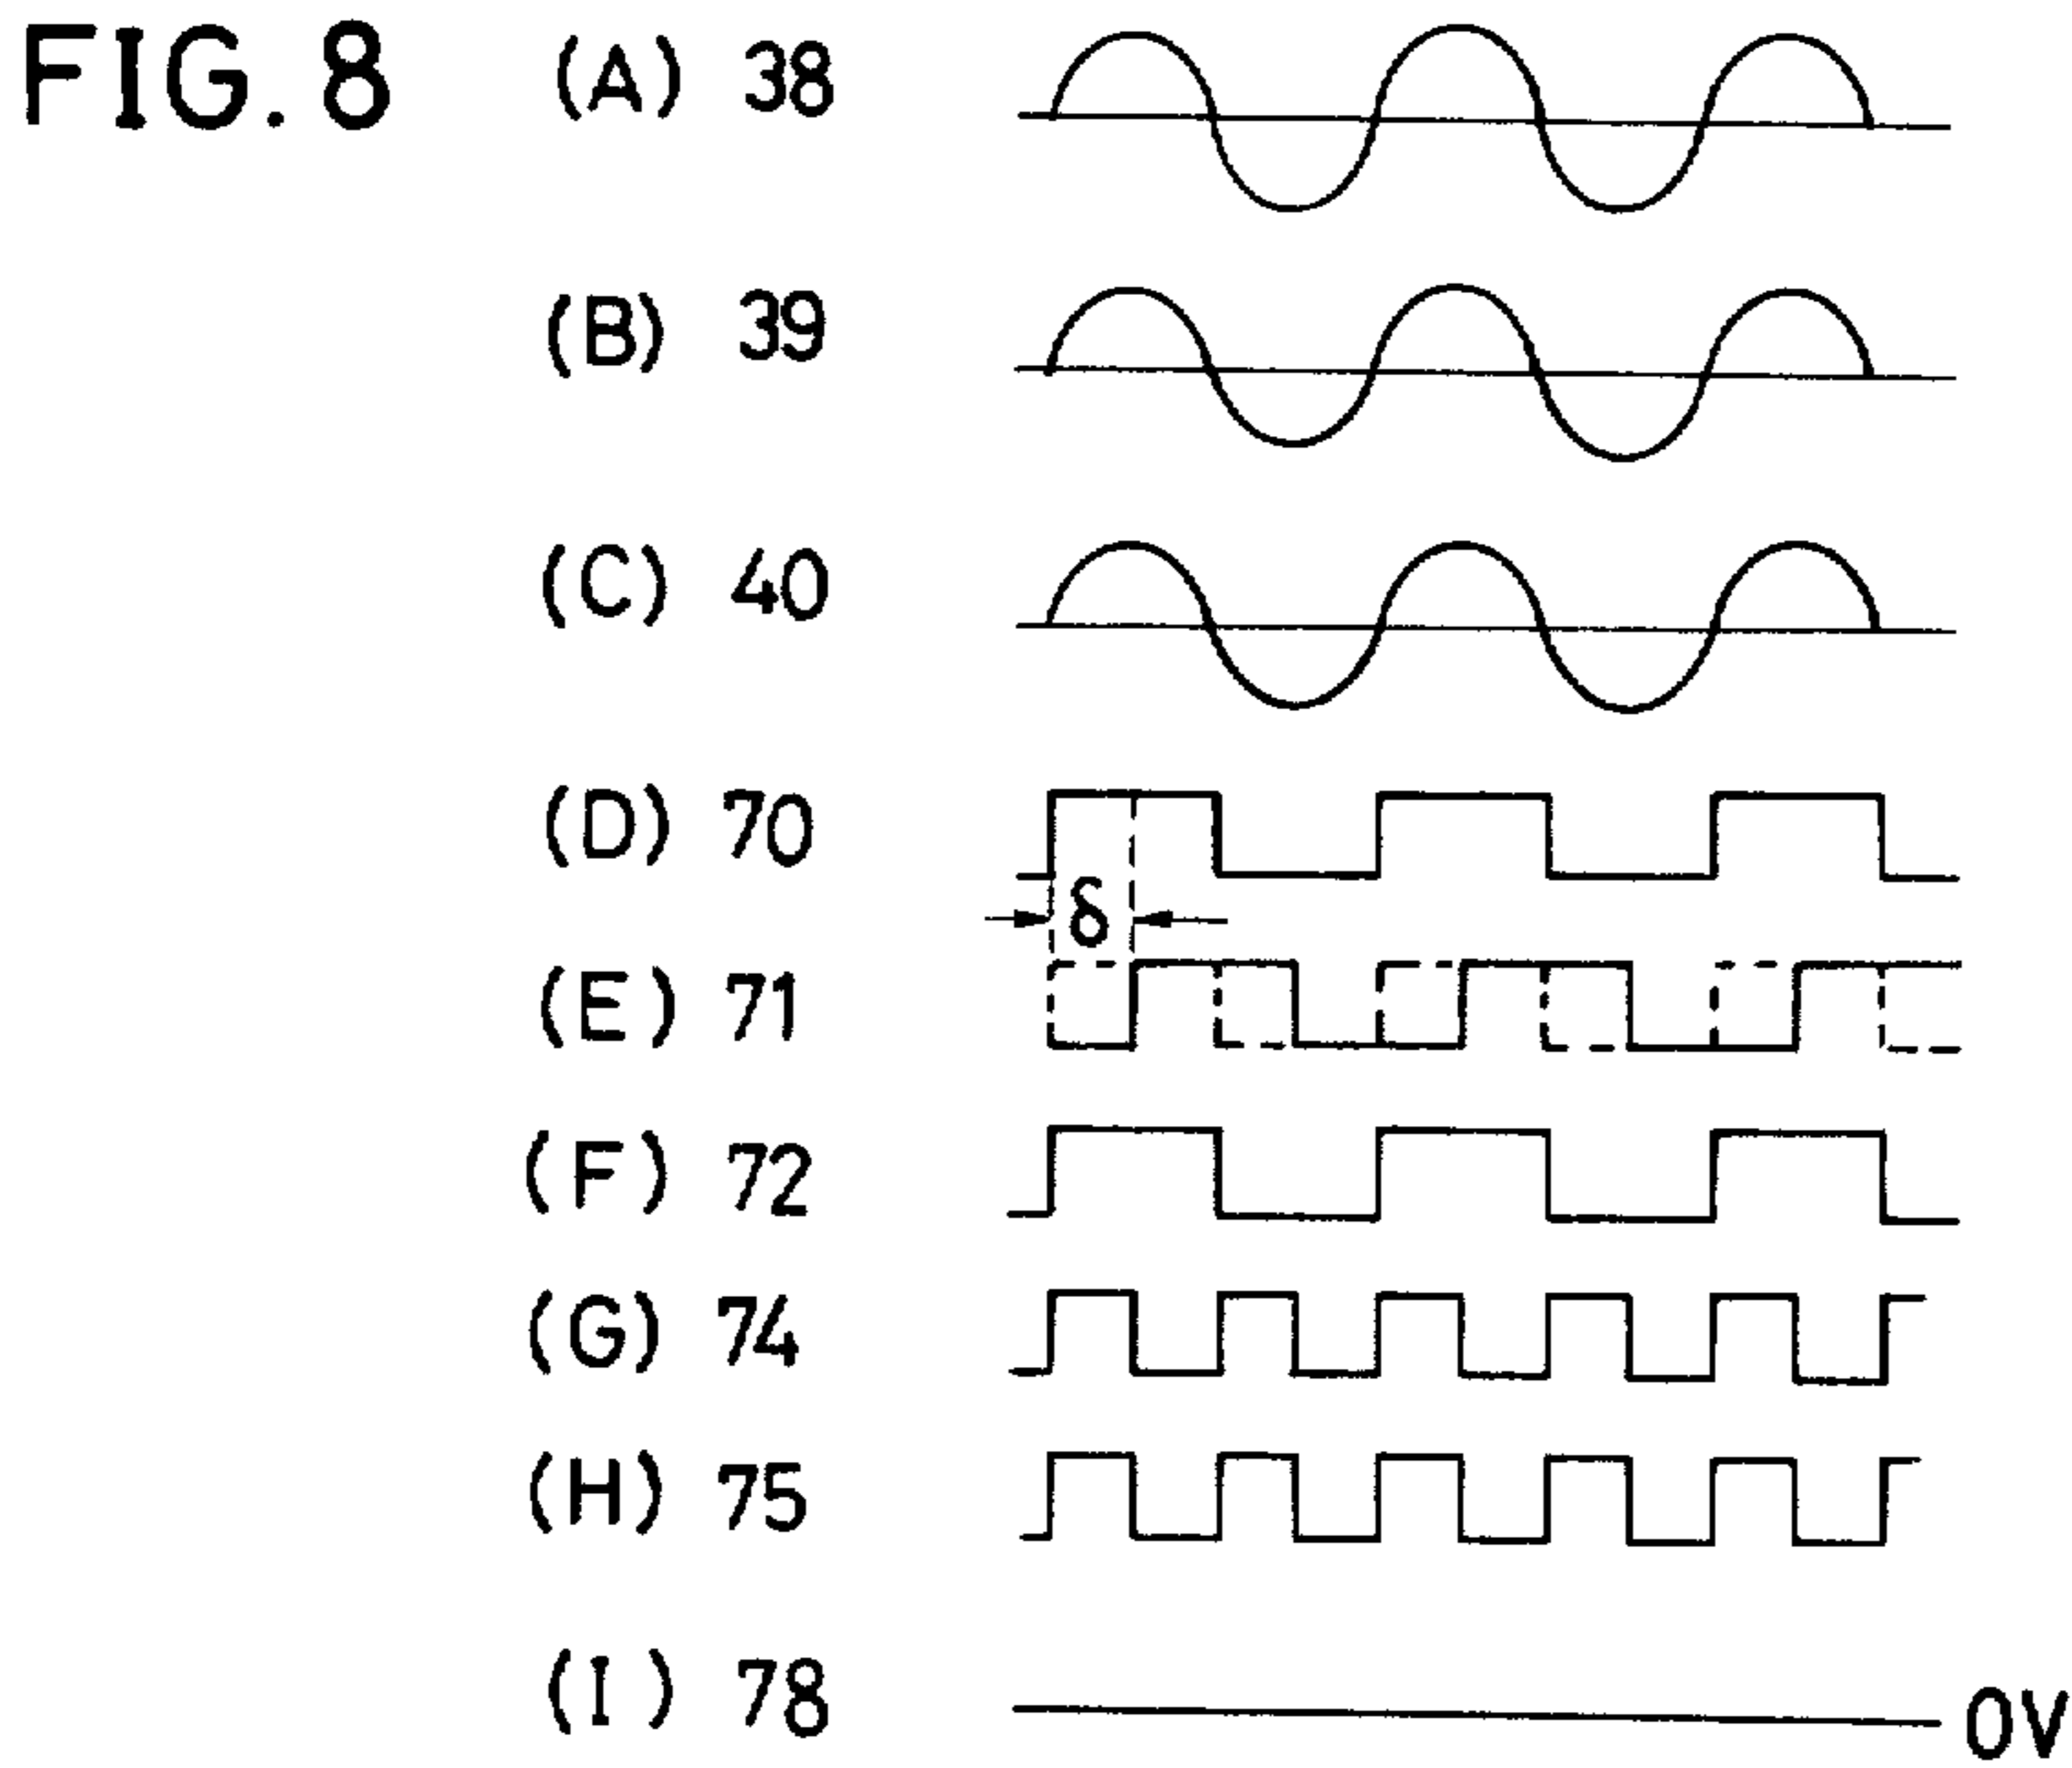 FIG. 8
(A) 38
(B) 39
(C) 40
(D) 70
δ
(E) 71
(F) 72
(G) 74
(H) 75
(I) 78
0V